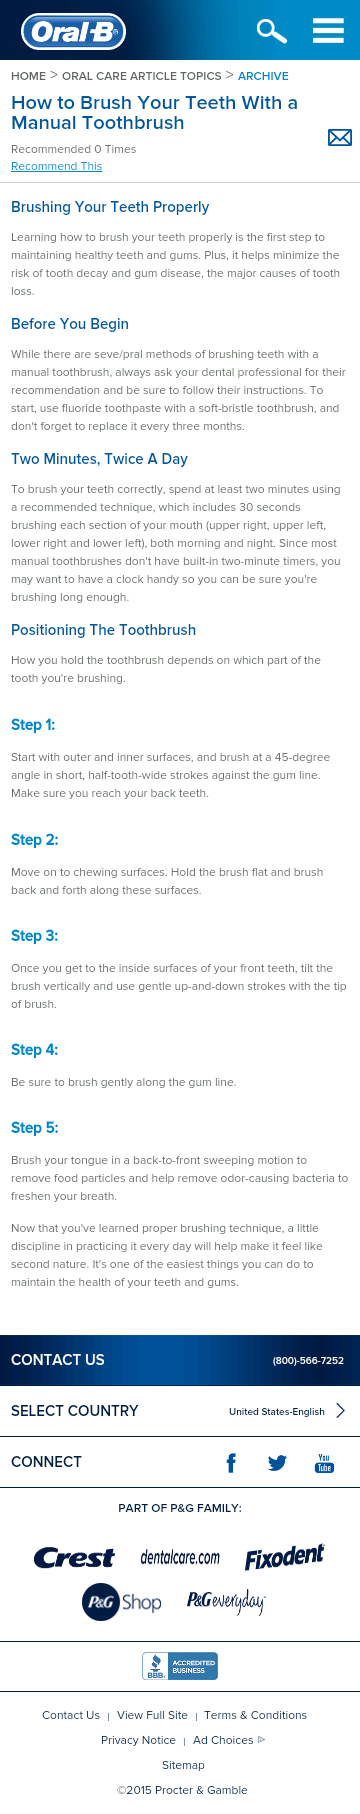 Oral-B
HOME > ORAL CARE ARTICLE TOPICS > ARCHIVE
How to Brush Your Teeth With a
Manual Toothbrush
Recommended 0 Times
Recommend This
Brushing Your Teeth Properly
Learning how to brush your teeth properly is the first step to
maintaining healthy teeth and gums. Plus, it helps minimize the
risk of tooth decay and gum disease, the major causes of tooth
loss.
Before You Begin
While there are seve/pral methods of brushing teeth with a
manual toothbrush, always ask your dental professional for their
recommendation and be sure to follow their instructions. To
start, use fluoride toothpaste with a soft-bristle toothbrush, and
don't forget to replace it every three months.
Two Minutes, Twice A Day
To brush your teeth correctly, spend at least two minutes using
a recommended technique, which includes 30 seconds
brushing each section of your mouth (upper right, upper left,
lower right and lower left), both morning and night. Since most
manual toothbrushes don't have built-in two-minute timers, you
may want to have a clock handy so you can be sure you're
brushing long enough.
Positioning The Toothbrush
How you hold the toothbrush depends on which part of the
tooth you're brushing.
Step 1:
Start with outer and inner surfaces, and brush at a 45-degree
angle in short, half-tooth-wide strokes against the gum line.
Make sure you reach your back teeth.
Step 2:
Move on to chewing surfaces. Hold the brush flat and brush
back and forth along these surfaces.
Step 3:
Once you get to the inside surfaces of your front teeth, tilt the
brush vertically and use gentle up-and-down strokes with the tip
of brush.
Step 4:
Be sure to brush gently along the gum line.
Step 5:
Brush your tongue in a back-to-front sweeping motion to
remove food particles and help remove odor-causing bacteria to
freshen your breath.
Now that you've learned proper brushing technique, a little
discipline in practicing it every day will help make it feel like
second nature. It's one of the easiest things you can do to
maintain the health of your teeth and gums.
CONTACT US (800)-566-7252
SELECT COUNTRY United States-English
CONNECT You Tube
PART OF P&G FAMILY:
Crest dentalcare.com Fixodent
P&G Shop P&G everyday
BBB. ACCREDITED BUSINESS
Contact Us | View Full Site | Terms & Conditions
Privacy Notice | Ad Choices
Sitemap
©2015 Procter & Gamble